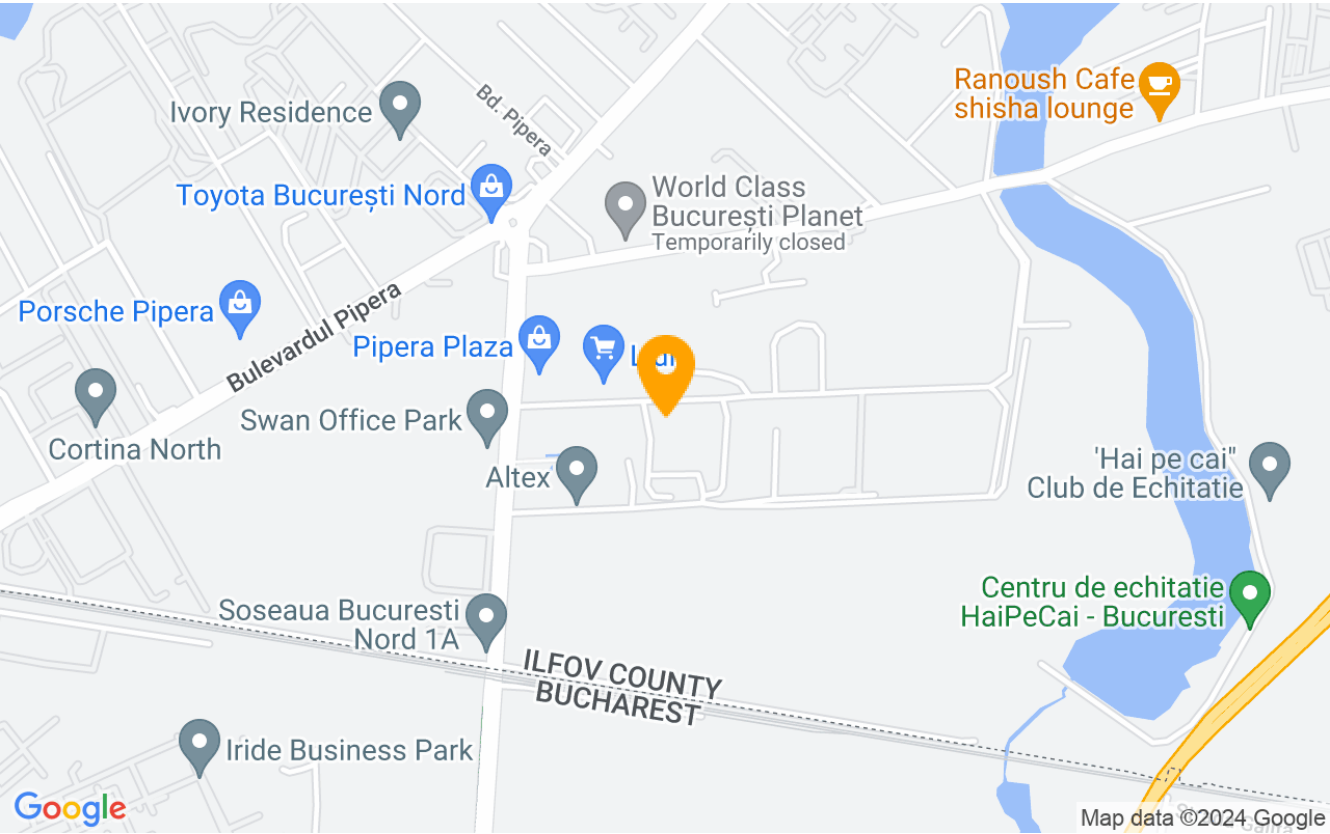 Ranoush Cafe
shisha lounge
Ivory Residence
Bd. Pipera
Toyota București Nord
World Class
București Planet
Temporarily closed
Porsche Pipera
Bulevardul Pipera
Pipera Plaza
Swan Office Park
Cortina North
Altex
'Hai pe cai"
Club de Echitatie
Centru de echitatie
HaiPeCai - Bucuresti
Soseaua Bucuresti
Nord 1A
ILFOV COUNTY
BUCHAREST
Iride Business Park
Google
Map data ©2024 Google